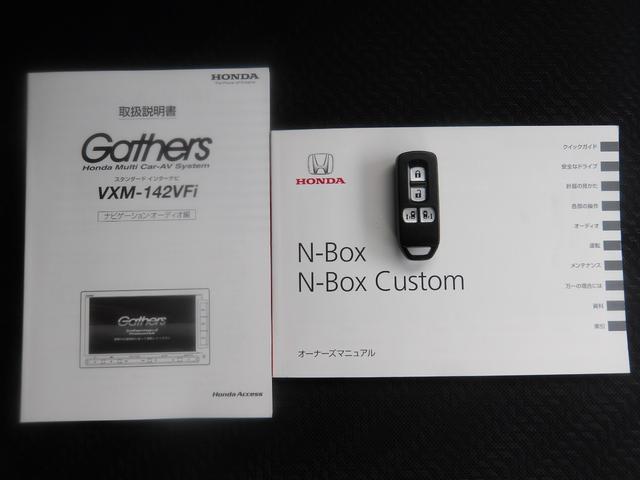 HONDA
The Power of Dreams
取扱説明書
Gathers
Honda Multi Car-AV System
スタンダード インターナビ
VXM-142VFi
ナビゲーション・オーディオ編
Gathers
Honda Access
HONDA
N-Box
N-Box Custom
オーナーズマニュアル
クイックガイド
安全なドライブ
計器の見かた
各部の操作
オーディオ
運転
メンテナンス
万一の場合には
資料
索引